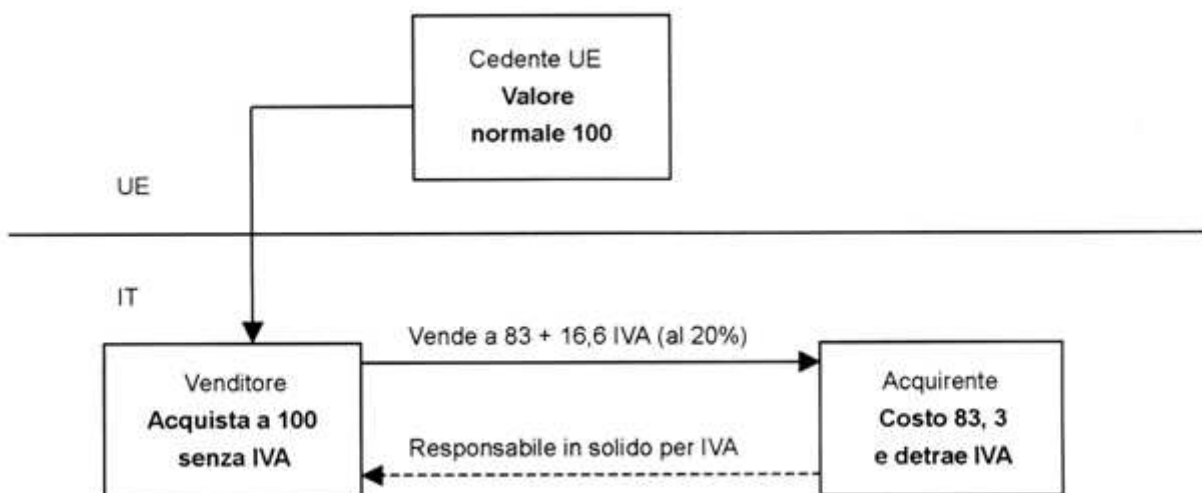 Cedente UE
Valore
normale 100
UE
IT
Vende a 83 + 16,6 IVA (al 20%)
Venditore
Acquista a 100
senza IVA
Acquirente
Costo 83, 3
e detrae IVA
Responsabile in solido per IVA